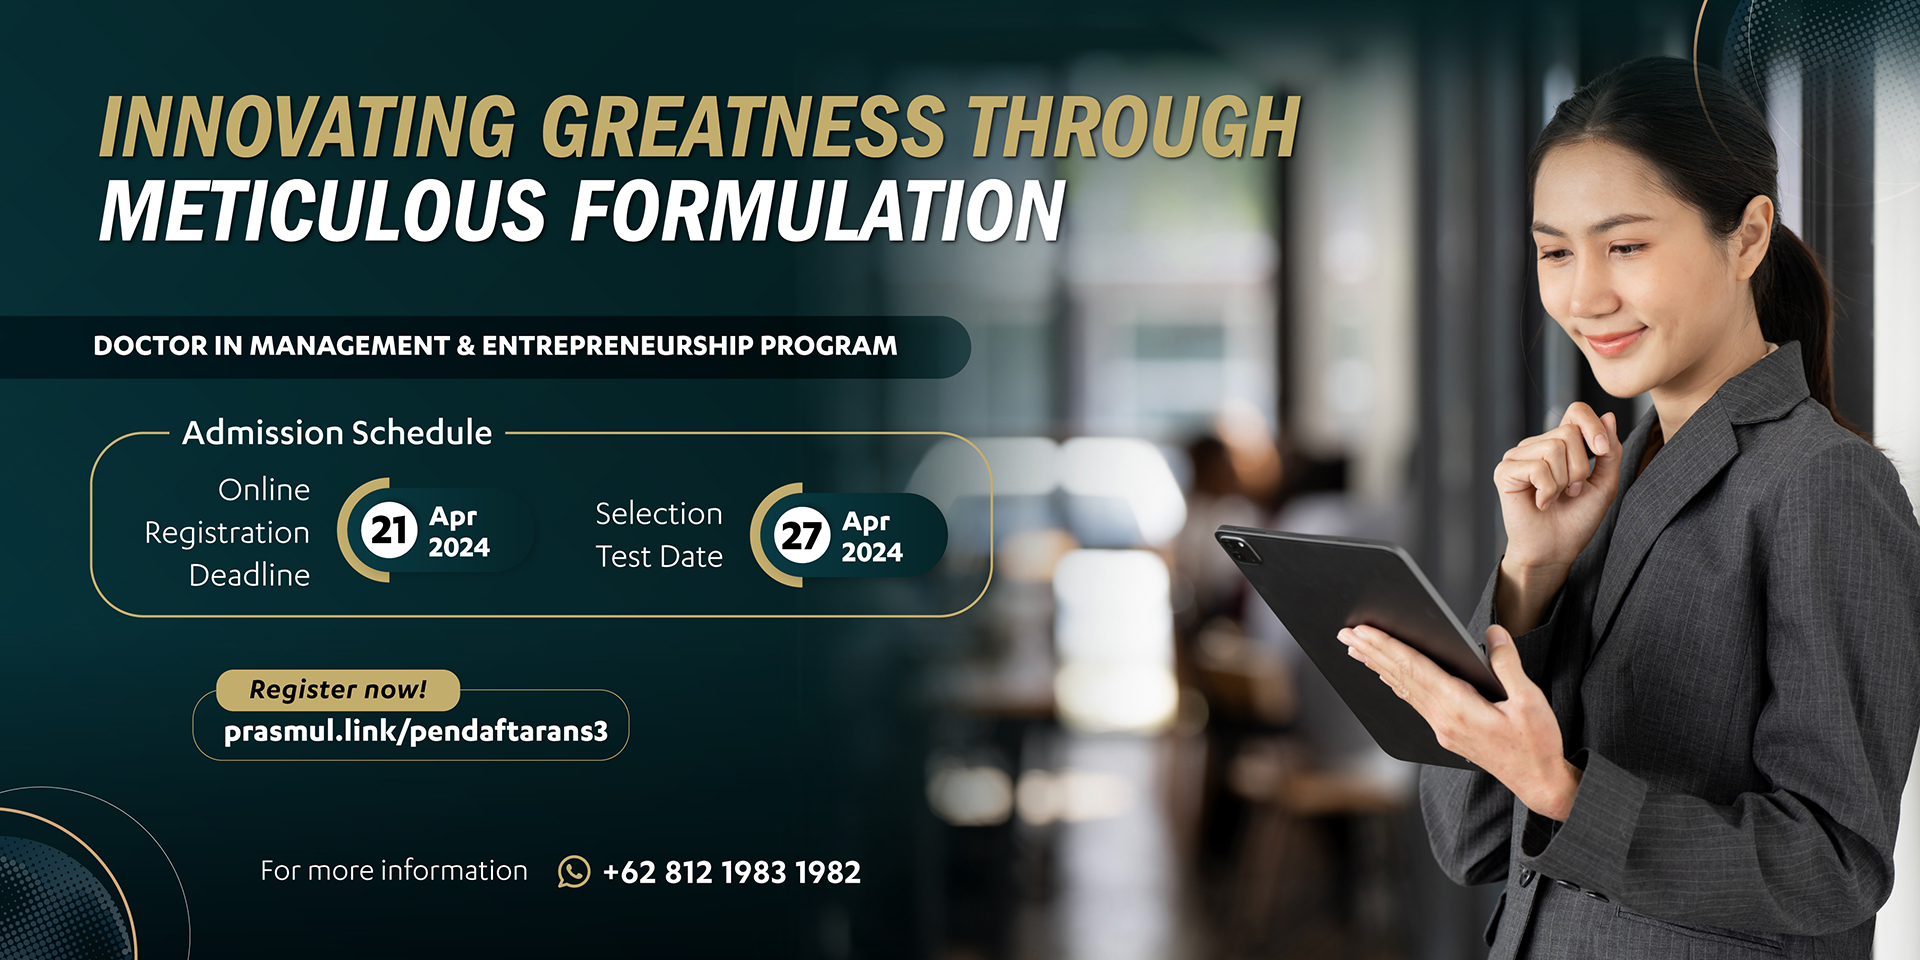 INNOVATING GREATNESS THROUGH
METICULOUS FORMULATION
DOCTOR IN MANAGEMENT & ENTREPRENEURSHIP PROGRAM
Admission Schedule
Online
Registration
Deadline
21
Apr
2024
Selection
Test Date
27
Apr
2024
Register now!
prasmul.link/pendaftarans3
For more information
+62 812 1983 1982